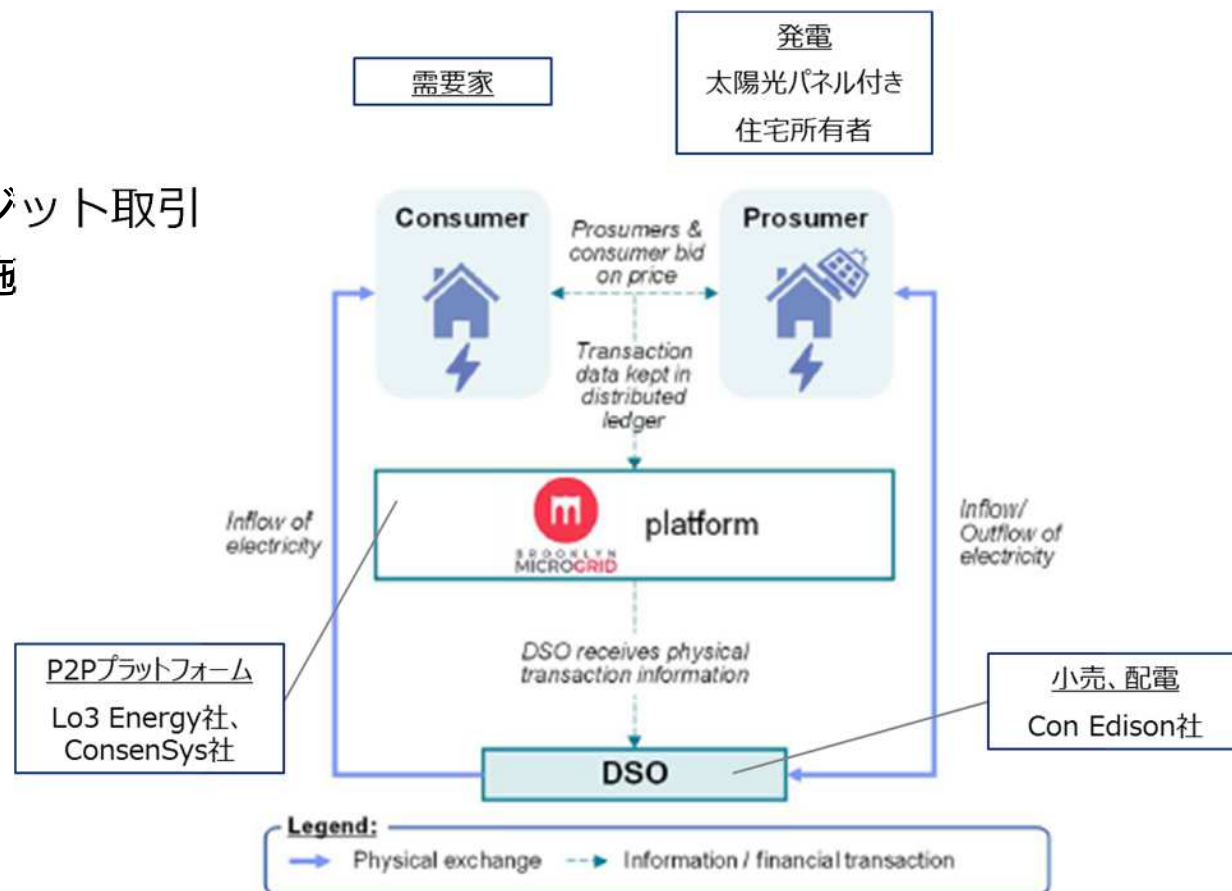 需要家
発電
太陽光パネル付き
住宅所有者
ジット取引
施
Consumer
Prosumers &
consumer bid
on price
Prosumer
Transaction
data kept in
distributed
ledger
Inflow of
electricity
m
BROOKLYN
MICROGRID
platform
Inflow/
Outflow of
electricity
P2Pプラットフォーム
Lo3 Energy社、
ConsenSys社
DSO receives physical
transaction information
小売、配電
Con Edison社
DSO
Legend:
Physical exchange
Information / financial transaction